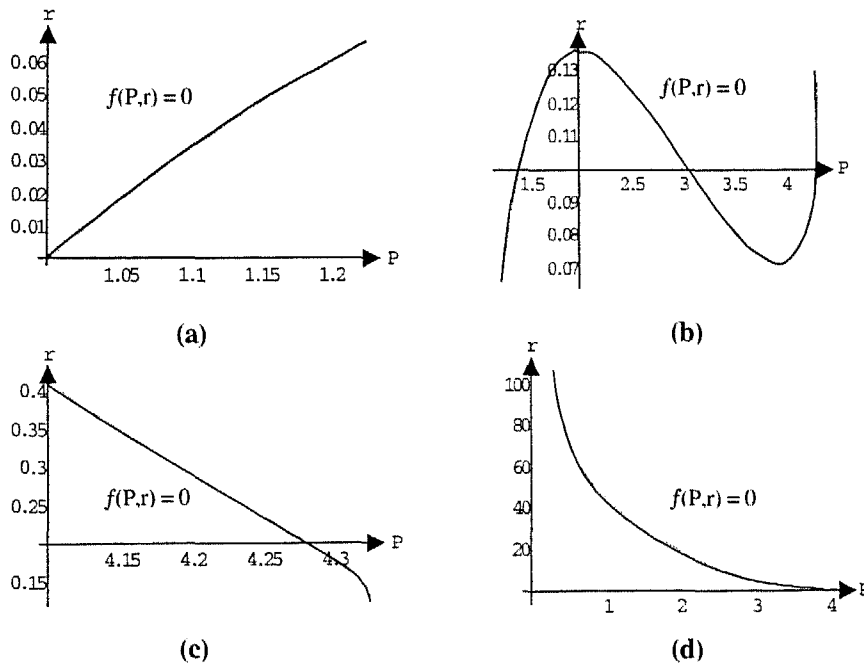 r
0.06
0.05
0.04
0.03
0.02
0.01
f(P,r) = 0
1.05 1.1 1.15 1.2 P
(a)
r
0.13
0.12
0.11
0.09
0.08
0.07
f(P,r) = 0
1.5 2.5 3 3.5 4 P
(b)
r
0.4
0.35
0.3
0.25
0.15
f(P,r) = 0
4.15 4.2 4.25 4.3 P
(c)
r
100
80
60
40
20
f(P,r) = 0
1 2 3 4 P
(d)